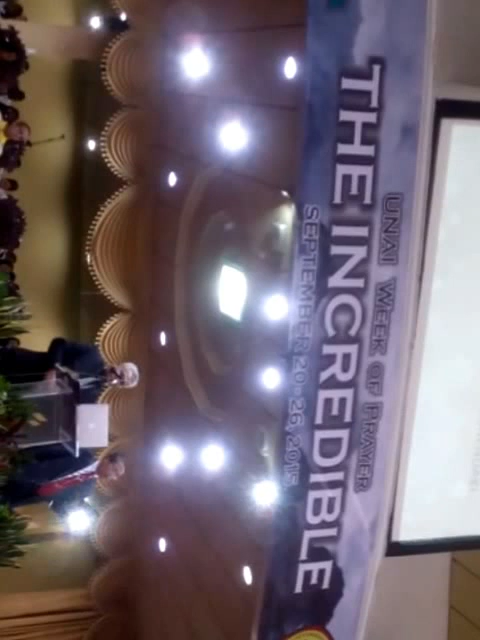 UNAI WEEK OF PRAYER
THE INCREDIBLE
SEPTEMBER 20-26, 2015